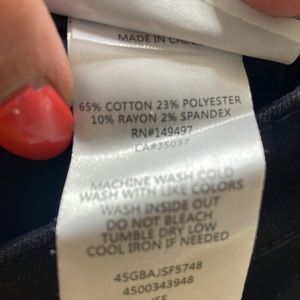 MADE IN CHINA
65% COTTON 23% POLYESTER
10% RAYON 2% SPANDEX
RN#149497
CA#35037
MACHINE WASH COLD
WASH WITH LIKE COLORS
WASH INSIDE OUT
DO NOT BLEACH
TUMBLE DRY LOW
COOL IRON IF NEEDED
45GBAJSF5748
4500343948